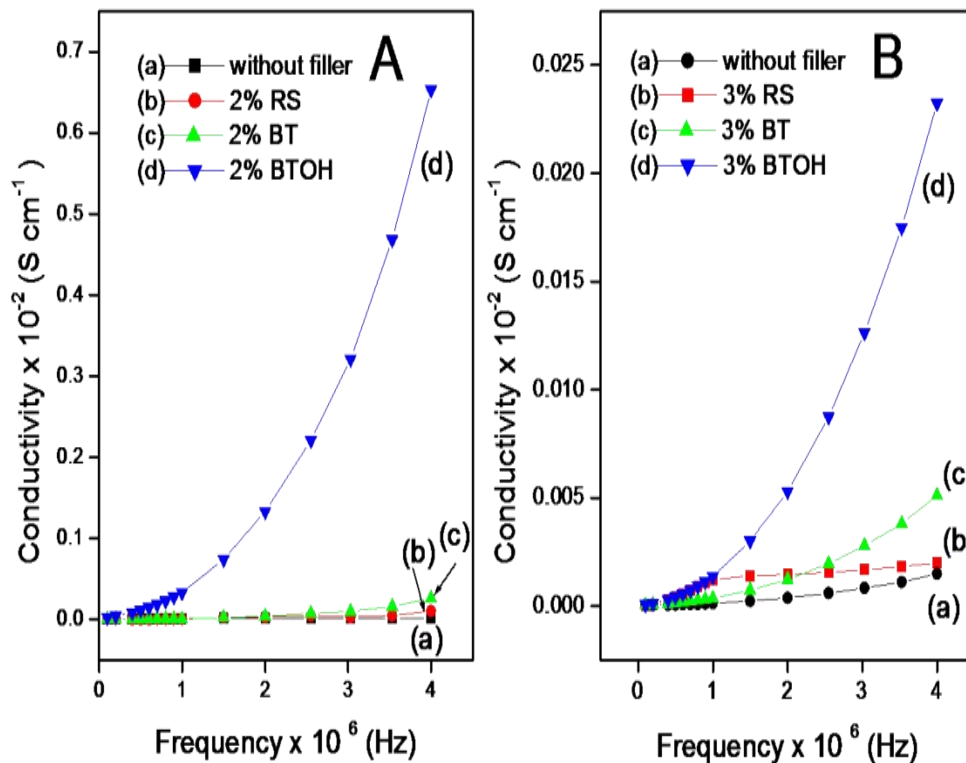 A
(a) without filler
(b) 2% RS
(c) 2% BT
(d) 2% BTOH
(d)
(b)
(c)
(a)
0.7
0.6
0.5
0.4
0.3
0.2
0.1
0.0
0 1 2 3 4
Conductivity x 10⁻² (S cm⁻¹)
Frequency x 10⁶ (Hz)
B
(a) without filler
(b) 3% RS
(c) 3% BT
(d) 3% BTOH
(d)
(c
(b
(a)
0.025
0.020
0.015
0.010
0.005
0.000
0 1 2 3 4
Conductivity x 10⁻² (S cm⁻¹)
Frequency x 10⁶ (Hz)